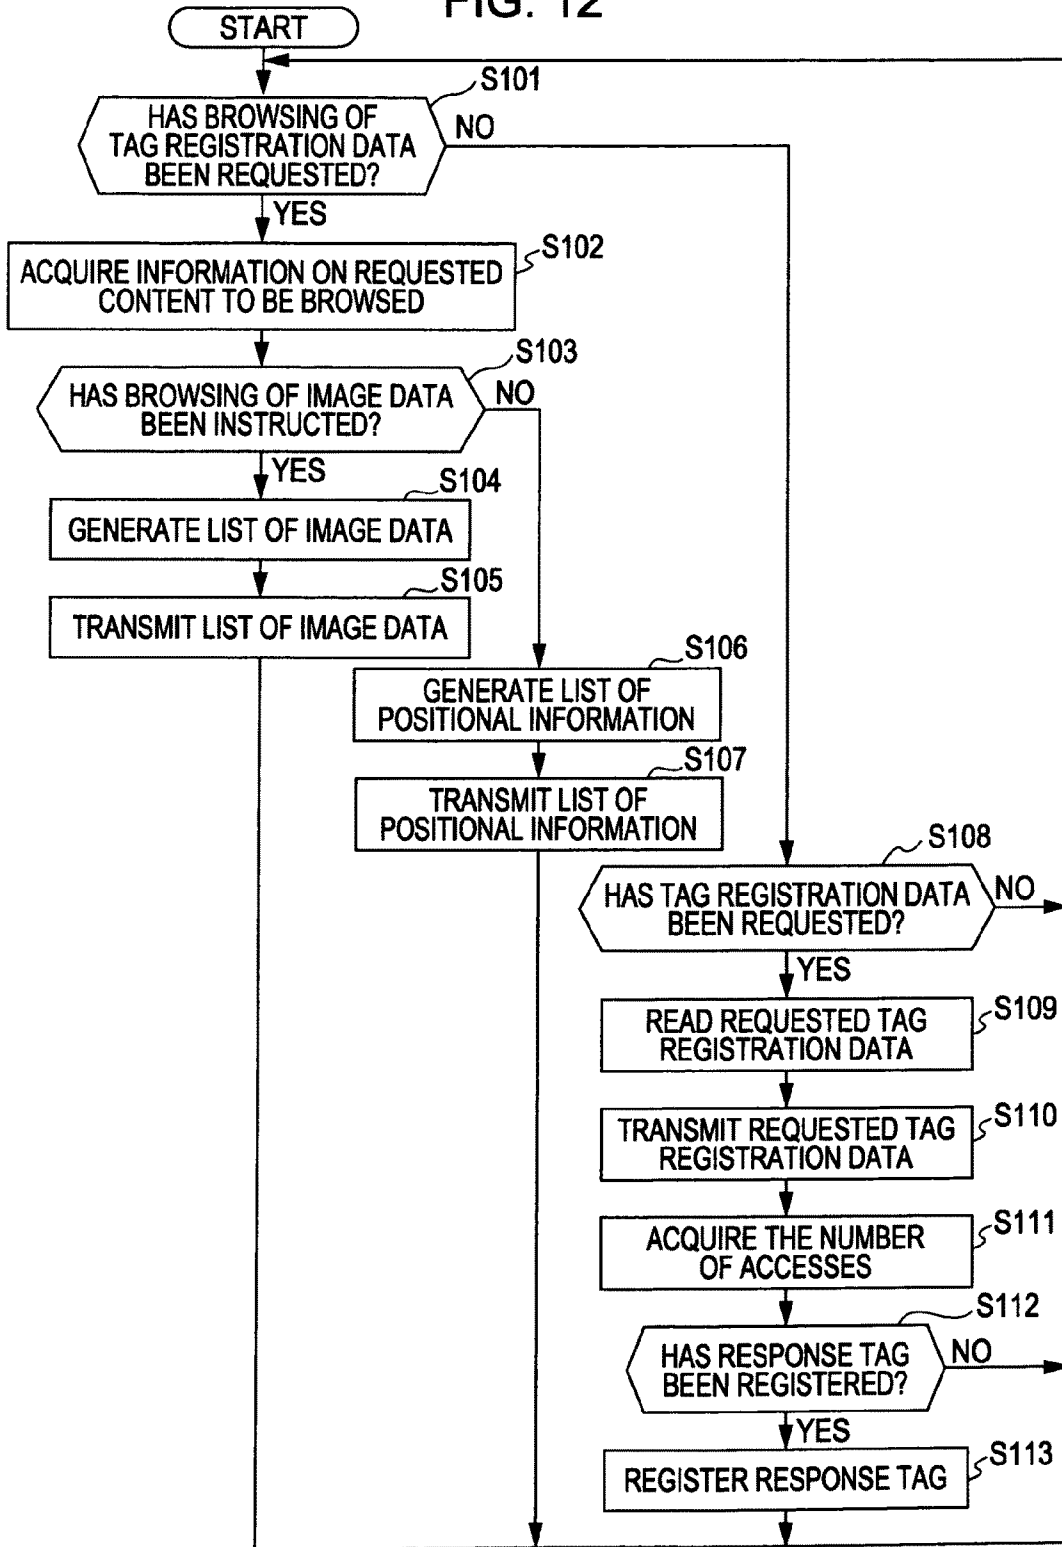 FIG. 12
START
S101
HAS BROWSING OF
TAG REGISTRATION DATA
BEEN REQUESTED?
NO
YES
S102
ACQUIRE INFORMATION ON REQUESTED
CONTENT TO BE BROWSED
S103
HAS BROWSING OF IMAGE DATA
BEEN INSTRUCTED?
NO
YES
S104
GENERATE LIST OF IMAGE DATA
S105
TRANSMIT LIST OF IMAGE DATA
S106
GENERATE LIST OF
POSITIONAL INFORMATION
S107
TRANSMIT LIST OF
POSITIONAL INFORMATION
S108
HAS TAG REGISTRATION DATA
BEEN REQUESTED?
NO
YES
S109
READ REQUESTED TAG
REGISTRATION DATA
S110
TRANSMIT REQUESTED TAG
REGISTRATION DATA
S111
ACQUIRE THE NUMBER
OF ACCESSES
S112
HAS RESPONSE TAG
BEEN REGISTERED?
NO
YES
S113
REGISTER RESPONSE TAG